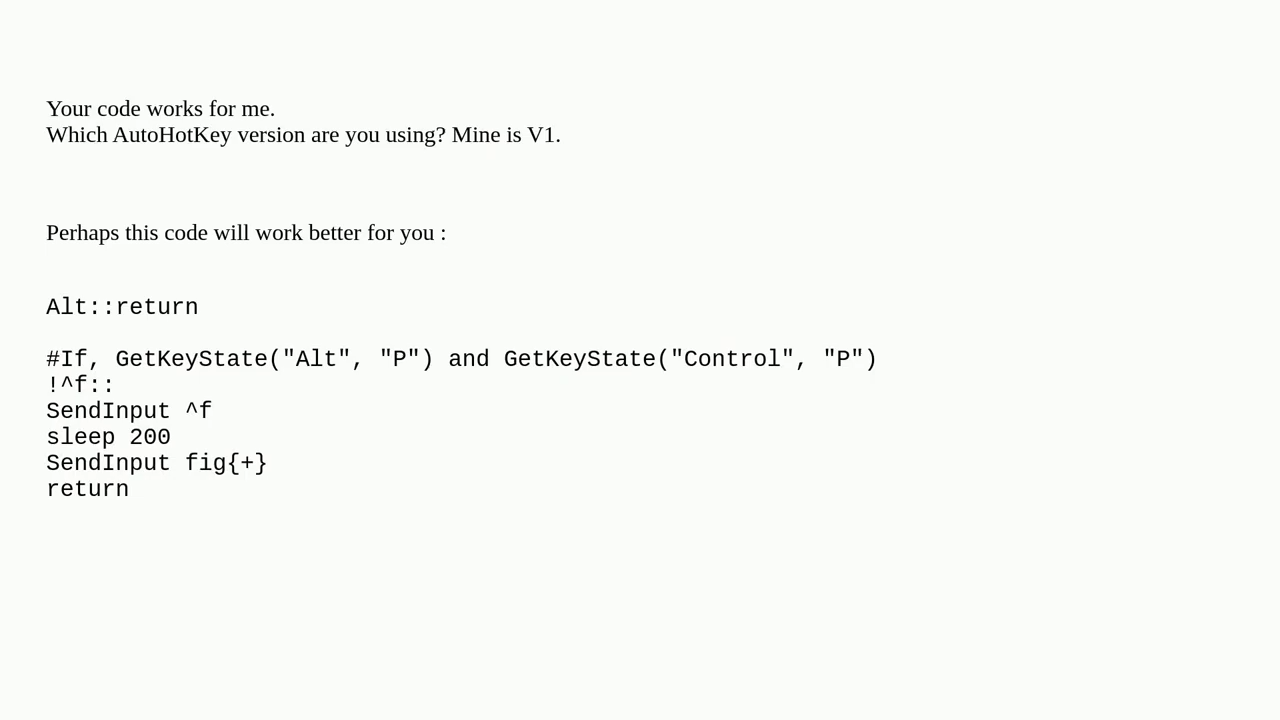 Your code works for me.
Which AutoHotKey version are you using? Mine is V1.
Perhaps this code will work better for you :
Alt::return
#If, GetKeyState("Alt", "P") and GetKeyState("Control", "P")
!^f::
SendInput ^f
sleep 200
SendInput fig{+}
return